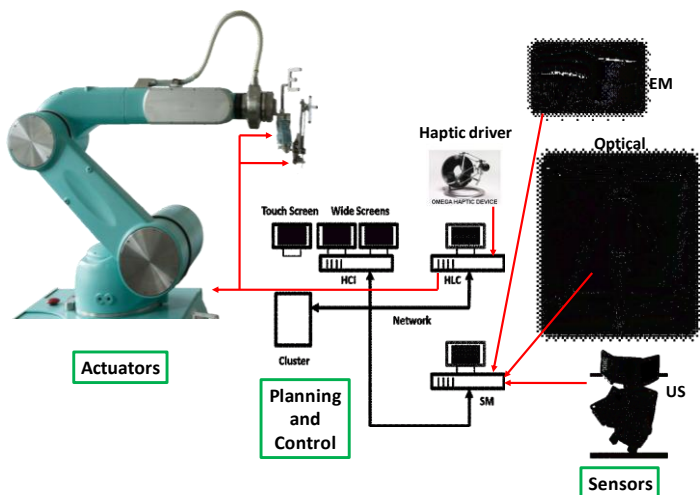 EM
Optical
Haptic driver
OMEGA HAPTIC DEVICE
Touch Screen
Wide Screens
HCI
HLC
Network
Cluster
SM
US
Actuators
Planning
and
Control
Sensors